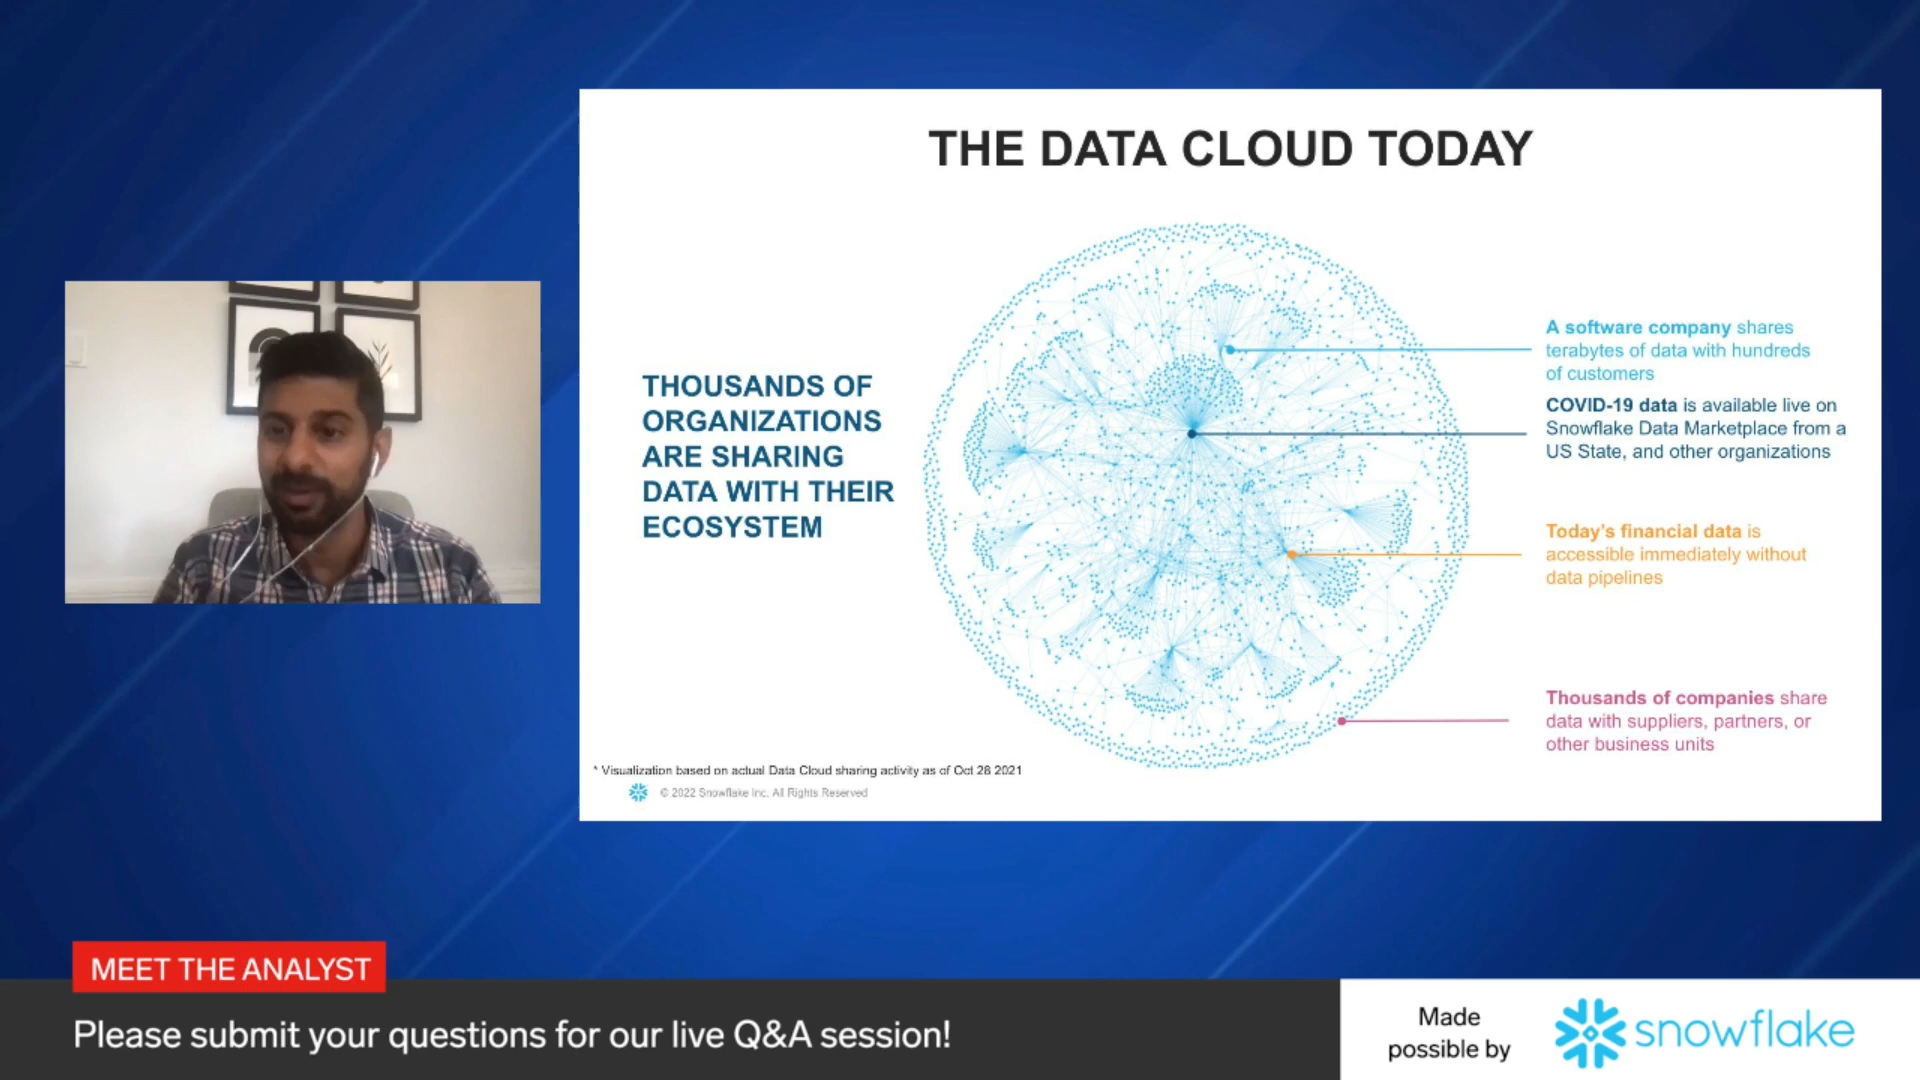 THE DATA CLOUD TODAY
THOUSANDS OF
ORGANIZATIONS
ARE SHARING
DATA WITH THEIR
ECOSYSTEM
A software company shares
terabytes of data with hundreds
of customers
COVID-19 data is available live on
Snowflake Data Marketplace from a
US State, and other organizations
Today's financial data is
accessible immediately without
data pipelines
Thousands of companies share
data with suppliers, partners, or
other business units
* Visualization based on actual Data Cloud sharing activity as of Oct 26 2021
© 2022 Snowflake Inc. All Rights Reserved
MEET THE ANALYST
Please submit your questions for our live Q&A session!
Made
possible by
snowflake